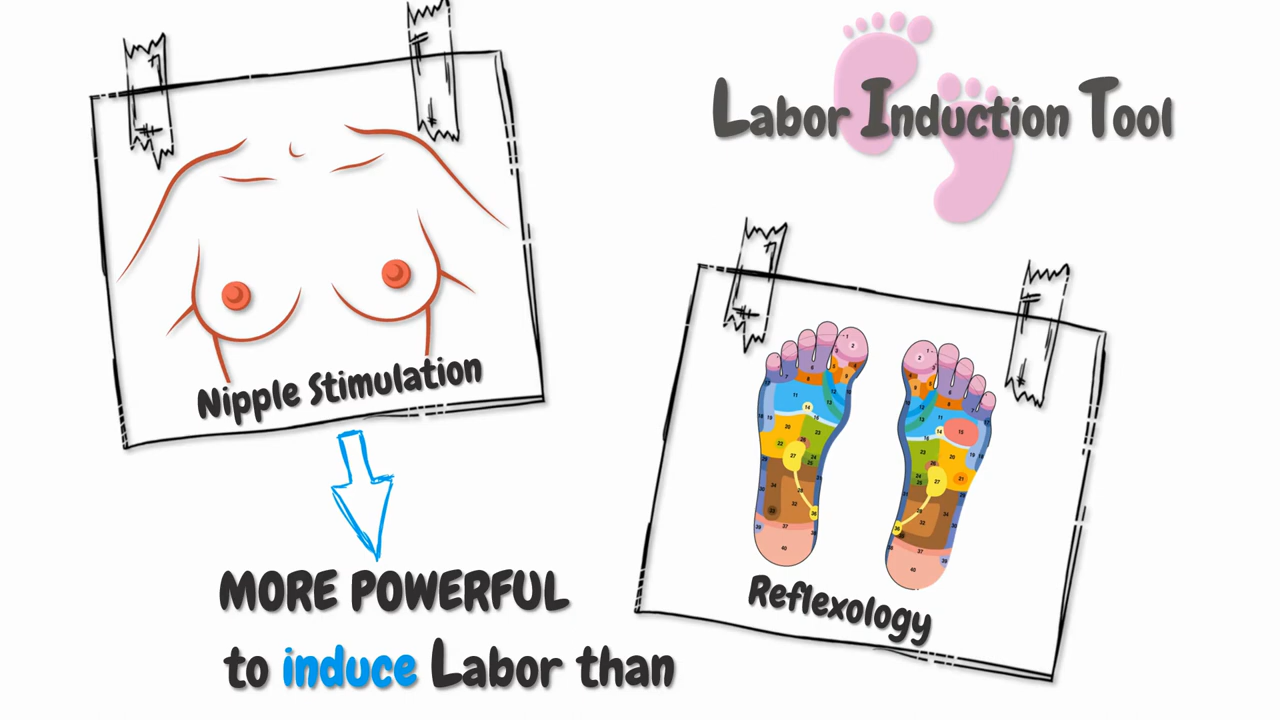 Labor Induction Tool
Nipple Stimulation
MORE POWERFUL
to induce Labor than
Reflexology